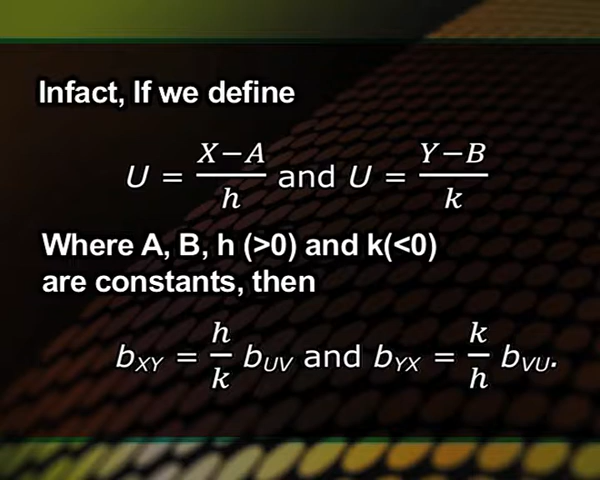 Infact, If we define
U = X−A / h and U = Y−B / k
Where A, B, h (>0) and k(<0)
are constants, then
bXY = h/k bUV and bYX = k/h bVU.